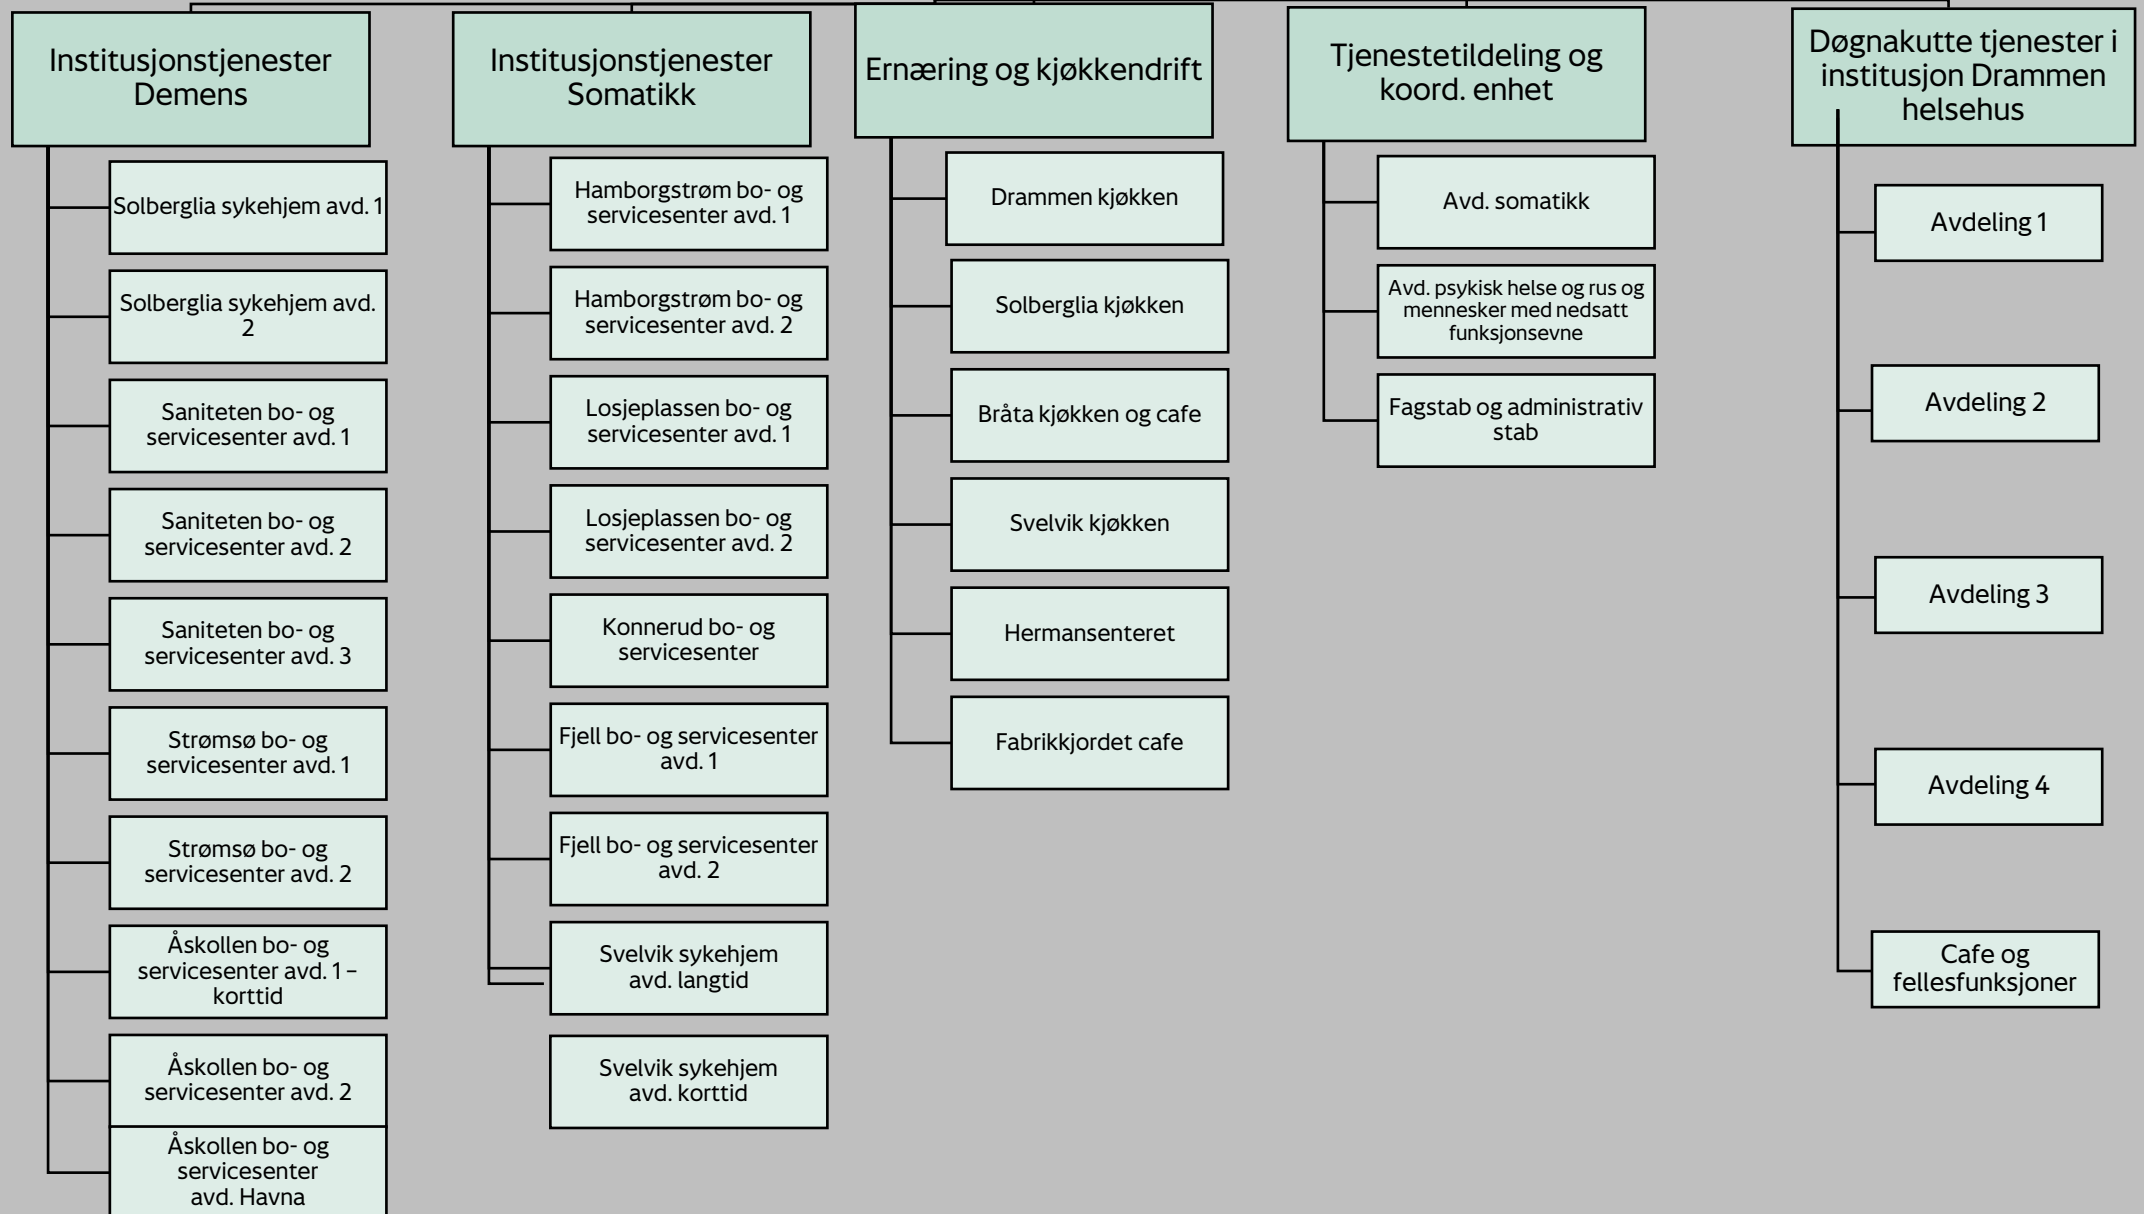 Institusjonstjenester
Demens
Solberglia sykehjem avd. 1
Solberglia sykehjem avd.
2
Saniteten bo- og
servicesenter avd. 1
Saniteten bo- og
servicesenter avd. 2
Saniteten bo- og
servicesenter avd. 3
Strømsø bo- og
servicesenter avd. 1
Strømsø bo- og
servicesenter avd. 2
Åskollen bo- og
servicesenter avd. 1 –
korttid
Åskollen bo- og
servicesenter avd. 2
Åskollen bo- og
servicesenter
avd. Havna
Institusjonstjenester
Somatikk
Hamborgstrøm bo- og
servicesenter avd. 1
Hamborgstrøm bo- og
servicesenter avd. 2
Losjeplassen bo- og
servicesenter avd. 1
Losjeplassen bo- og
servicesenter avd. 2
Konnerud bo- og
servicesenter
Fjell bo- og servicesenter
avd. 1
Fjell bo- og servicesenter
avd. 2
Svelvik sykehjem
avd. langtid
Svelvik sykehjem
avd. korttid
Ernæring og kjøkkendrift
Drammen kjøkken
Solberglia kjøkken
Bråta kjøkken og cafe
Svelvik kjøkken
Hermansenteret
Fabrikkjordet cafe
Tjenestetildeling og
koord. enhet
Avd. somatikk
Avd. psykisk helse og rus og
mennesker med nedsatt
funksjonsevne
Fagstab og administrativ
stab
Døgnakutte tjenester i
institusjon Drammen
helsehus
Avdeling 1
Avdeling 2
Avdeling 3
Avdeling 4
Cafe og
fellesfunksjoner